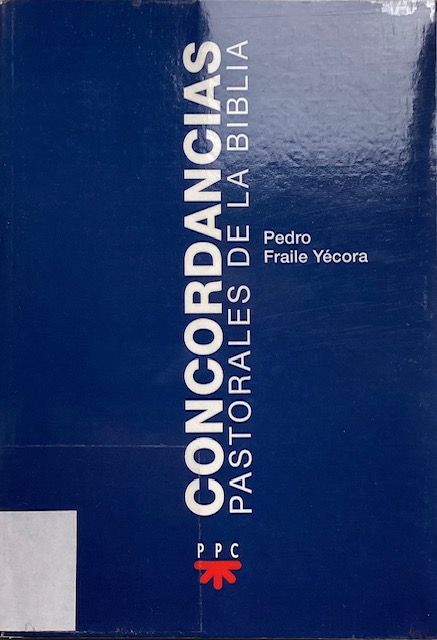 CONCORDANCIAS
PASTORALES DE LA BIBLIA
Pedro
Fraile Yécora
PPC